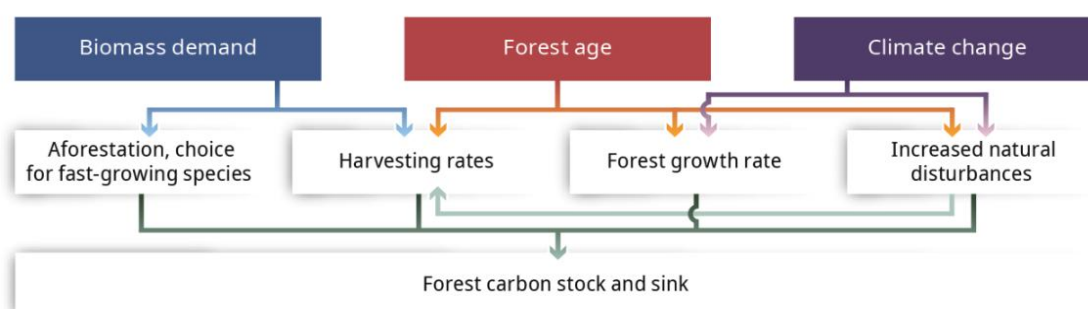 Biomass demand
Forest age
Climate change
Aforestation, choice
for fast-growing species
Harvesting rates
Forest growth rate
Increased natural
disturbances
Forest carbon stock and sink